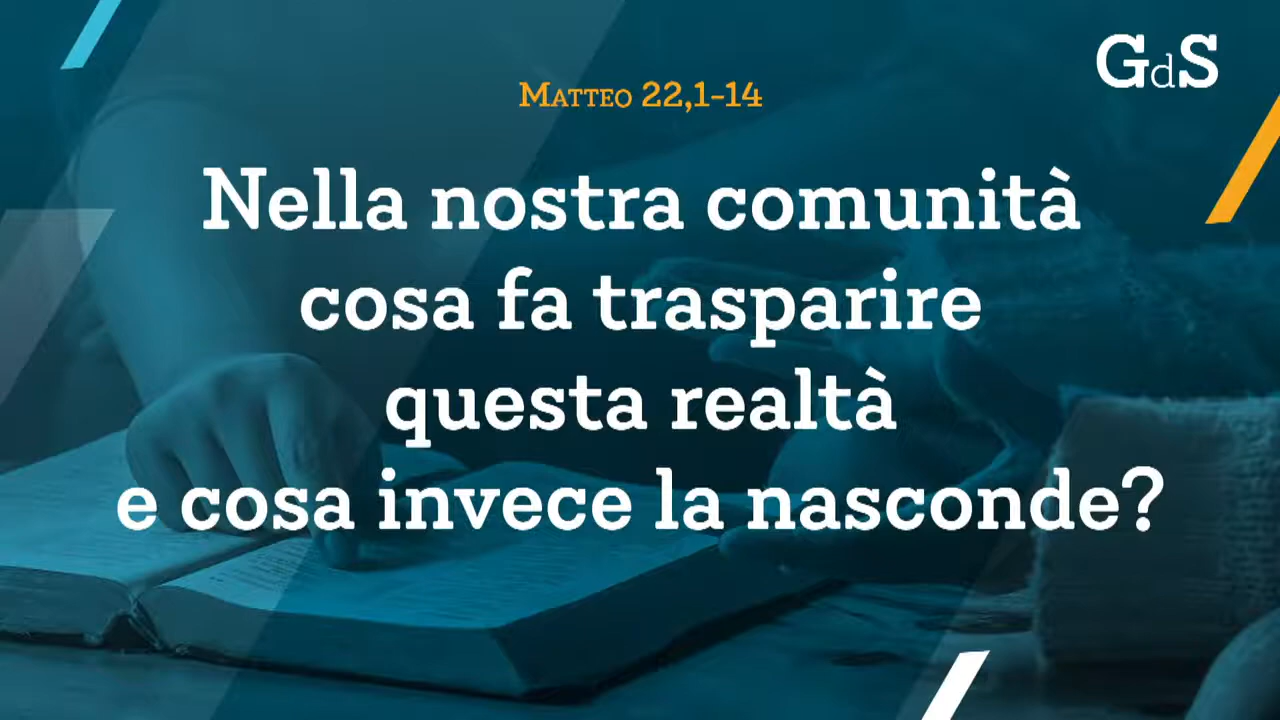 GdS
Matteo 22,1-14
Nella nostra comunità
cosa fa trasparire
questa realtà
e cosa invece la nasconde?